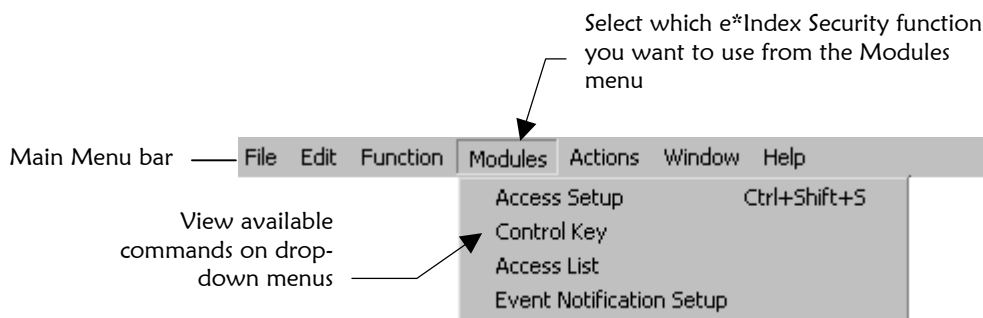 Select which e*Index Security function
you want to use from the Modules
menu
Main Menu bar
File Edit Function Modules Actions Window Help
Access Setup Ctrl+Shift+S
Control Key
Access List
Event Notification Setup
View available
commands on drop-
down menus